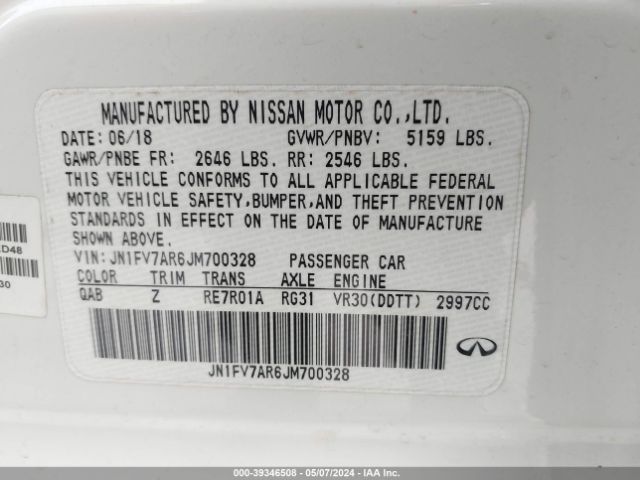 MANUFACTURED BY NISSAN MOTOR CO.,LTD.
DATE: 06/18 GVWR/PNBV: 5159 LBS.
GAWR/PNBE FR: 2646 LBS. RR: 2546 LBS.
THIS VEHICLE CONFORMS TO ALL APPLICABLE FEDERAL
MOTOR VEHICLE SAFETY,BUMPER,AND THEFT PREVENTION
STANDARDS IN EFFECT ON THE DATE OF MANUFACTURE
SHOWN ABOVE.
VIN: JN1FV7AR6JM700328 PASSENGER CAR
COLOR TRIM TRANS AXLE ENGINE
QAB Z RE7R01A RG31 VR30(DDTT) 2997CC
JN1FV7AR6JM700328
D48
30
000-39346508 - 05/07/2024 - IAA Inc.